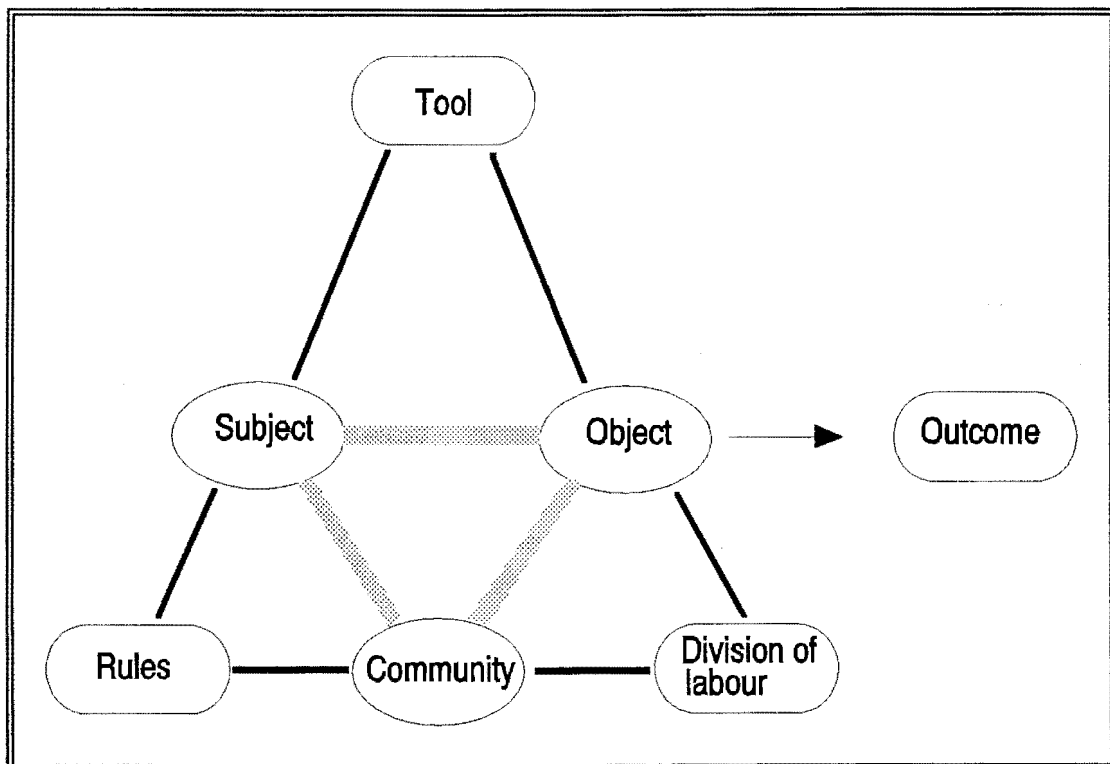 Tool
Subject
Object
Outcome
Rules
Community
Division of
labour